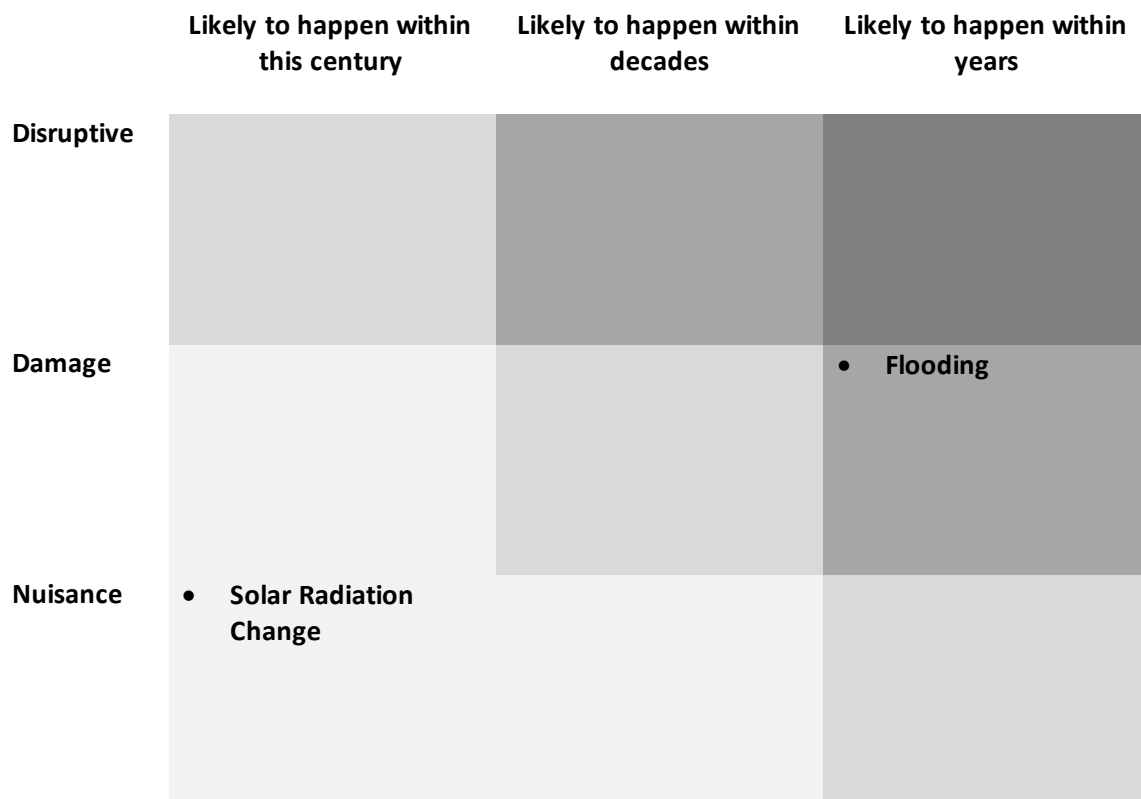 Likely to happen within this century
Likely to happen within decades
Likely to happen within years
Disruptive
Damage
• Flooding
Nuisance
• Solar Radiation
Change